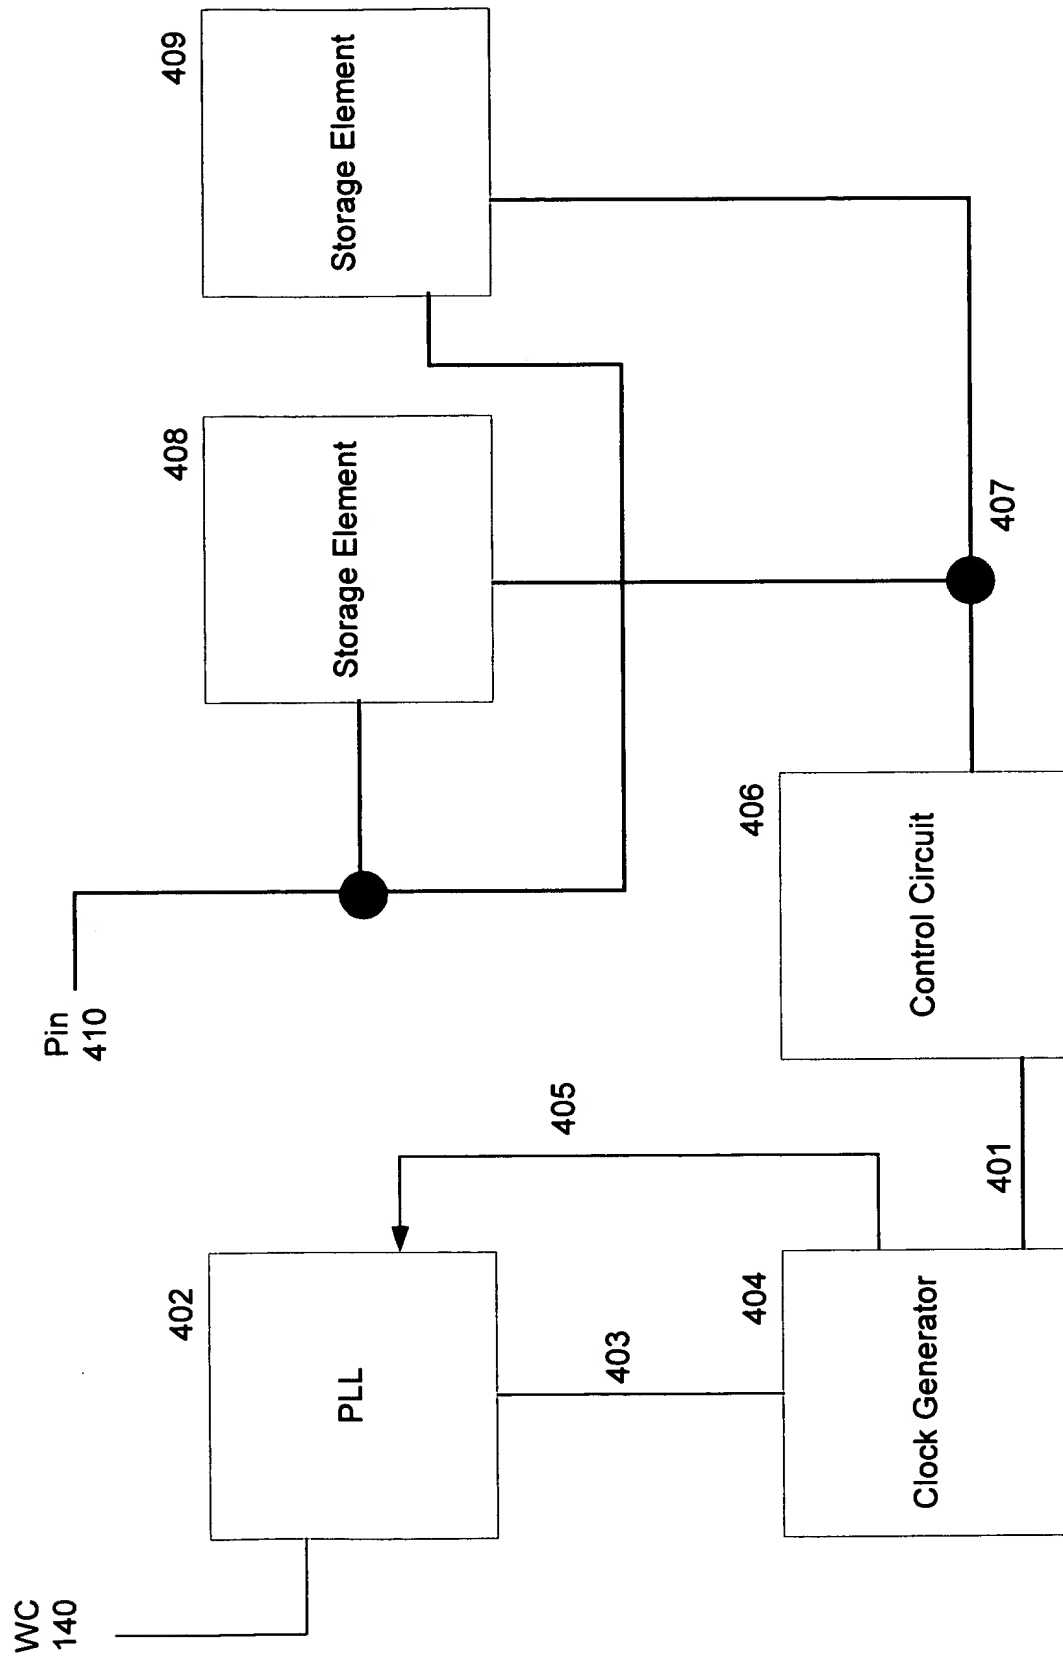 WC
140
402
PLL
403
405
404
Clock Generator
401
Pin
410
406
Control Circuit
407
408
Storage Element
409
Storage Element